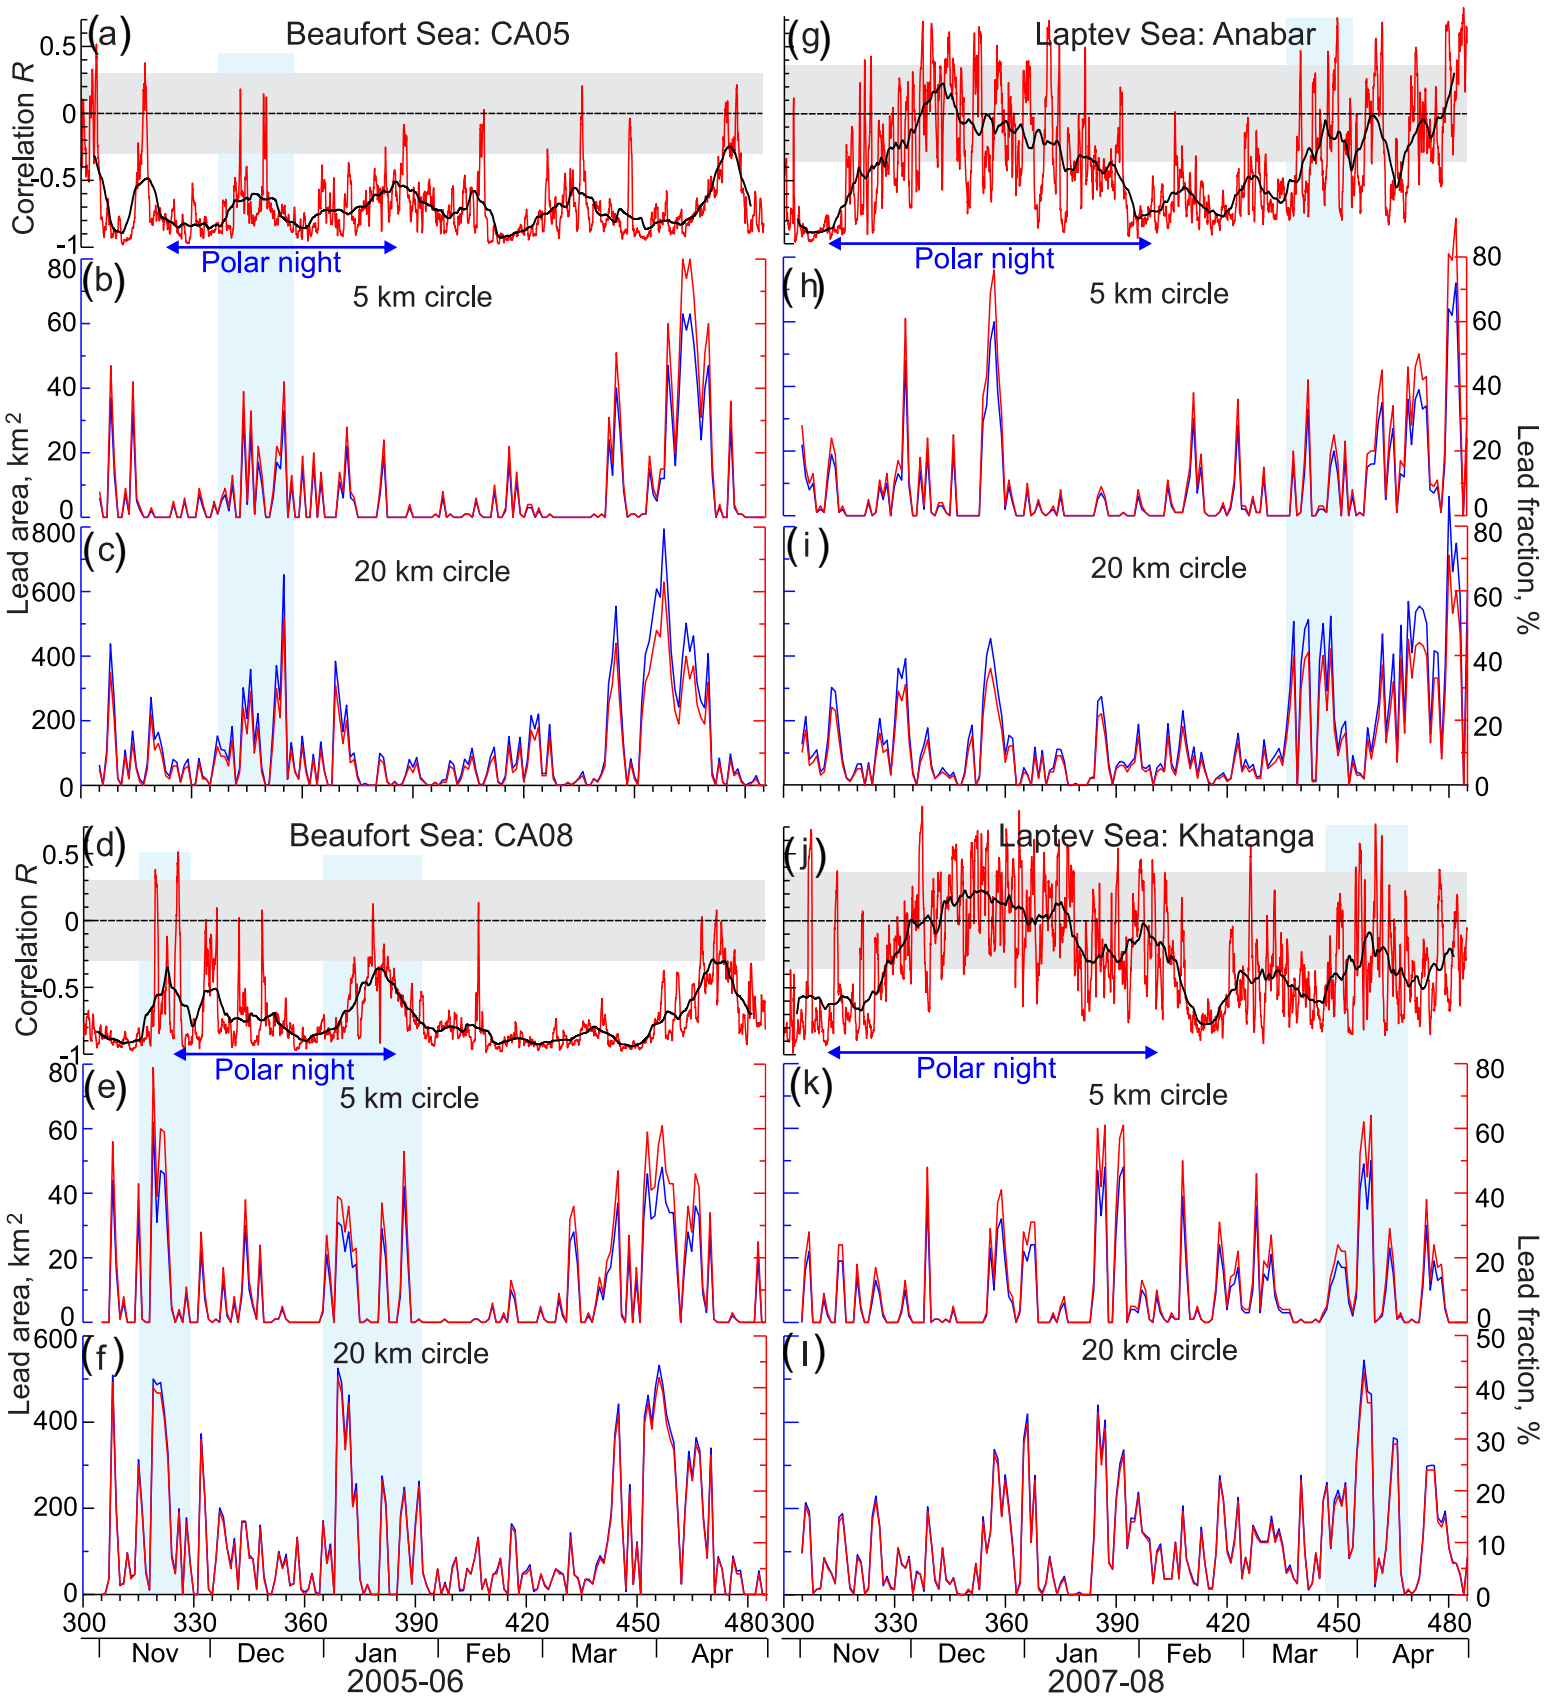 (a) Beaufort Sea: CA05
(g) Laptev Sea: Anabar
0.5
0
-0.5
-1
Correlation R
Polar night
Polar night
(b) 5 km circle
(h) 5 km circle
80
60
40
20
0
80
60
40
20
0
Lead area, km²
Lead fraction, %
(c) 20 km circle
(i) 20 km circle
800
600
400
200
0
80
60
40
20
0
(d) Beaufort Sea: CA08
(j) Laptev Sea: Khatanga
0.5
0
-0.5
-1
Correlation R
Polar night
Polar night
(e) 5 km circle
(k) 5 km circle
80
60
40
20
0
80
60
40
20
0
Lead area, km²
Lead fraction, %
(f) 20 km circle
(l) 20 km circle
600
400
200
0
50
40
30
20
10
0
300 330 360 390 420 450 480 300 330 360 390 420 450 480
Nov Dec Jan Feb Mar Apr Nov Dec Jan Feb Mar Apr
2005-06 2007-08